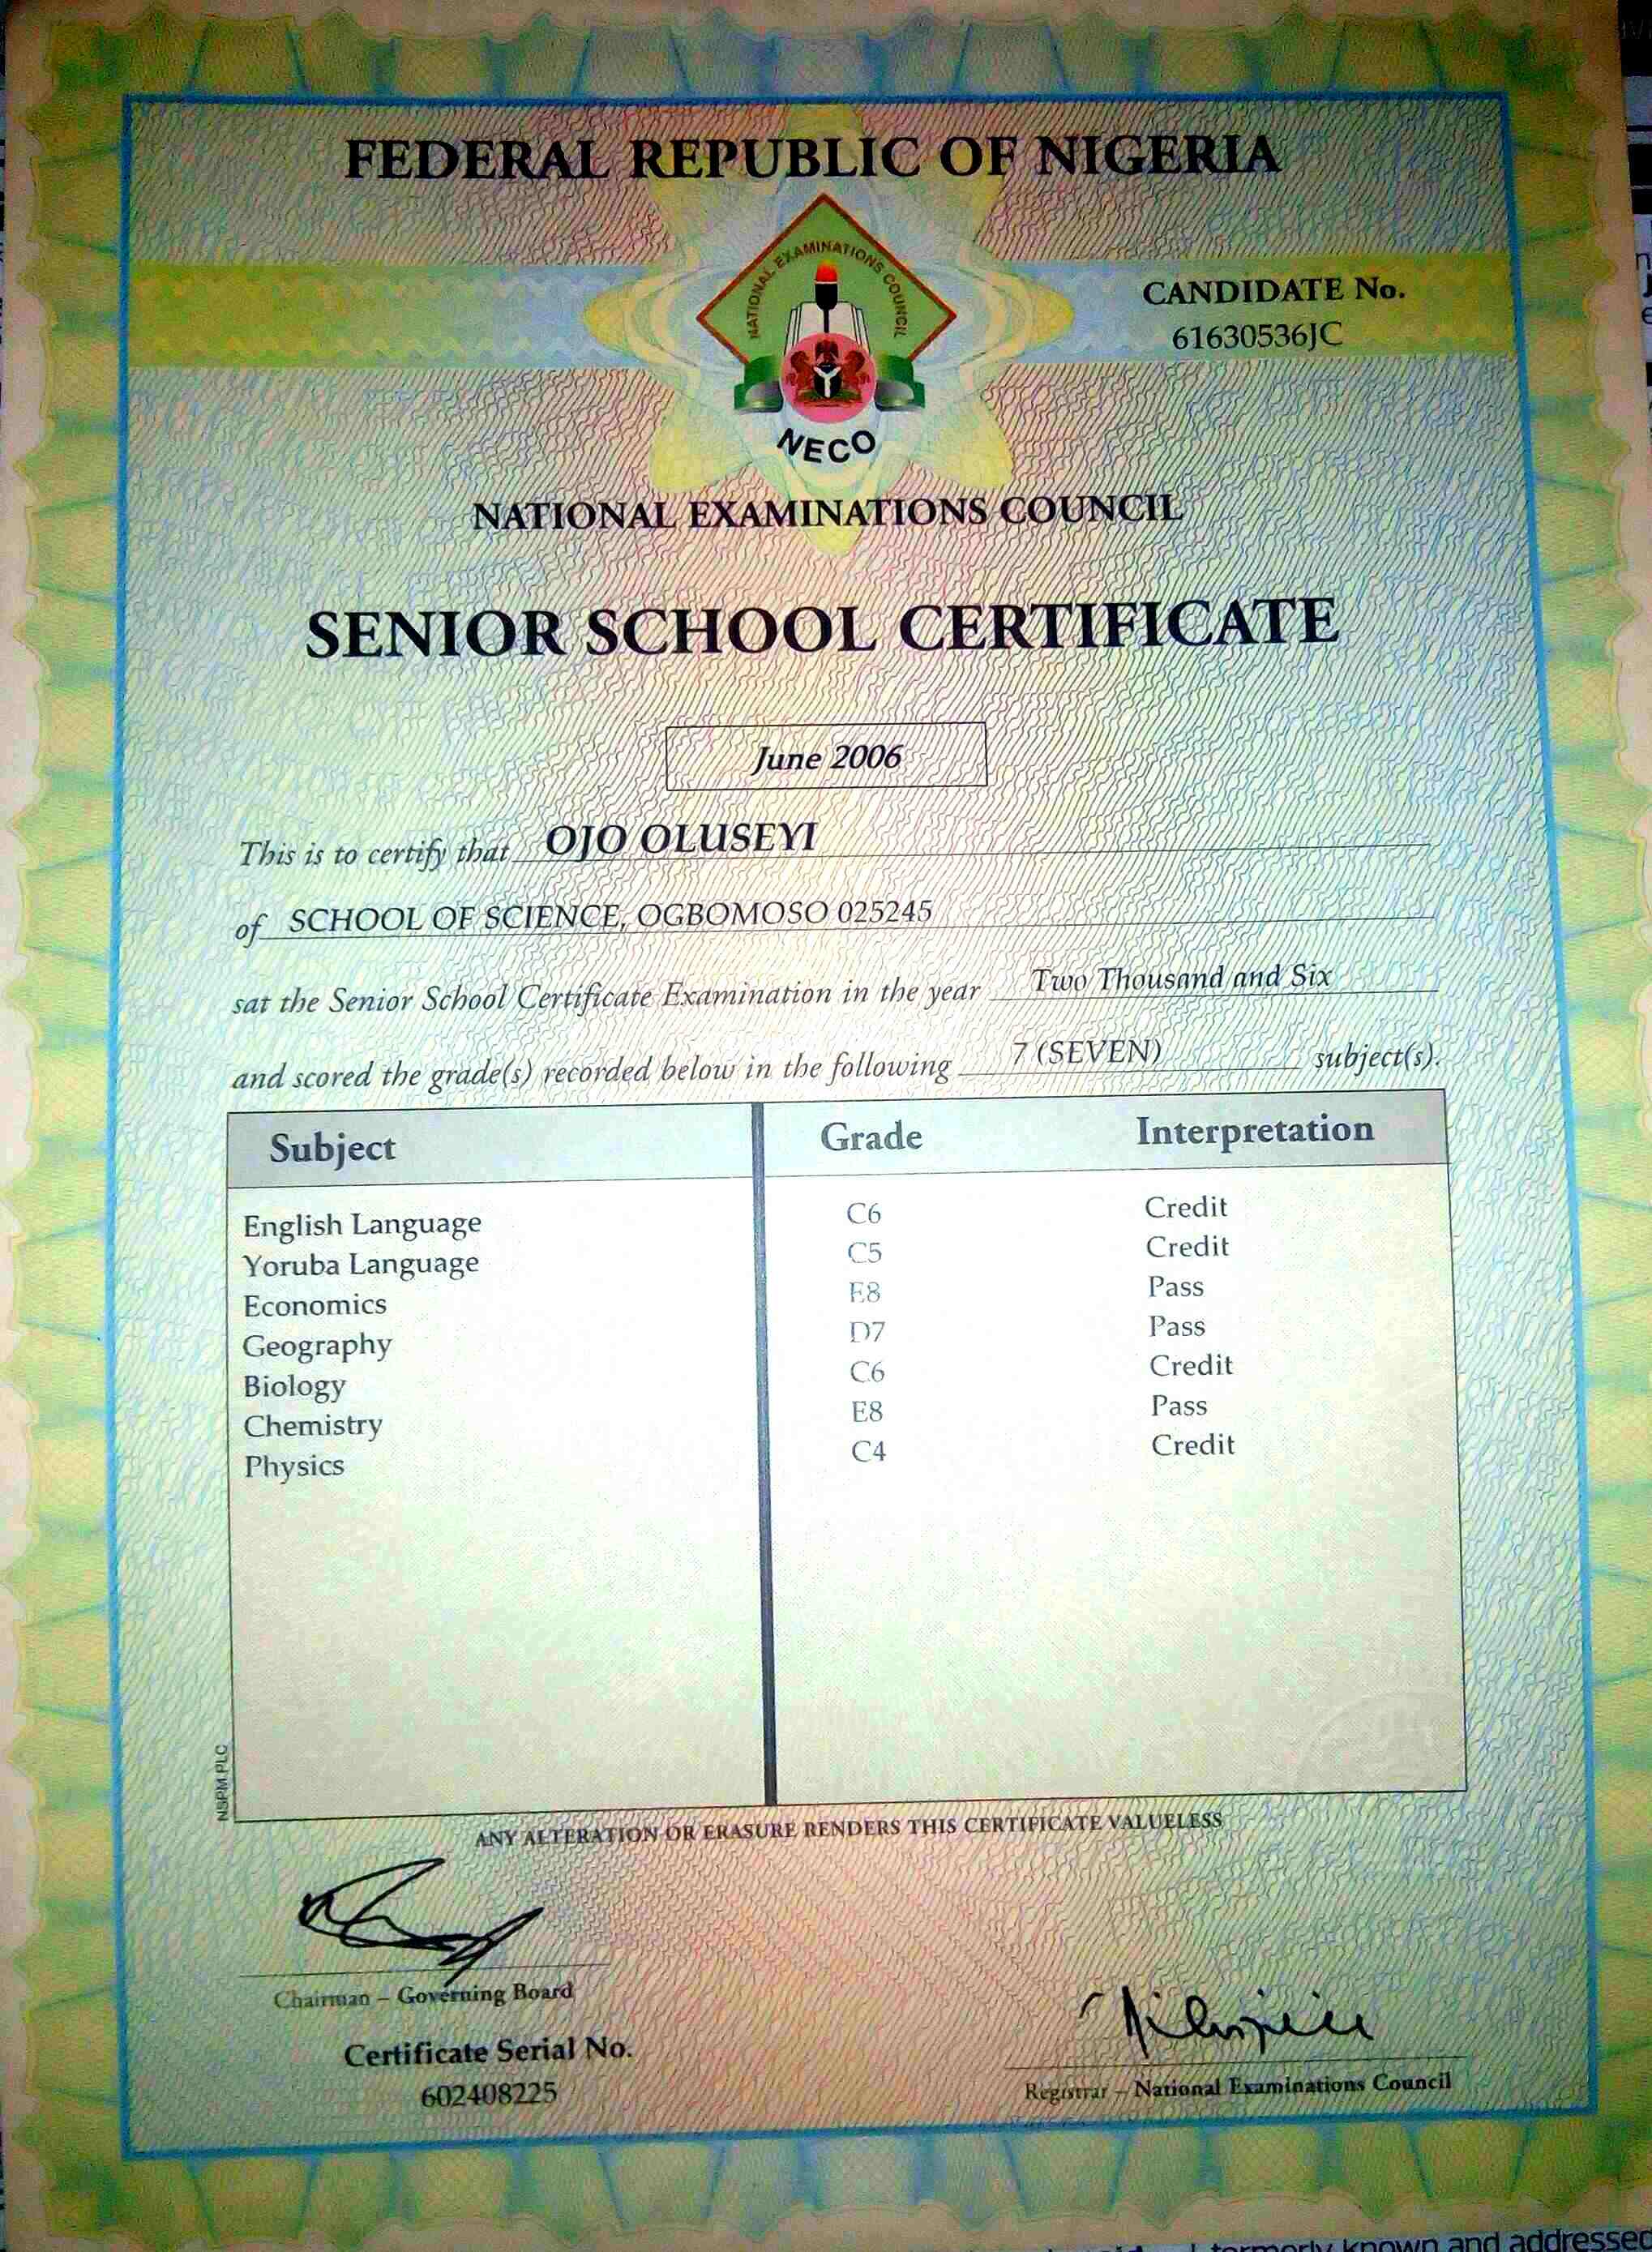 FEDERAL REPUBLIC OF NIGERIA
NATIONAL EXAMINATIONS COUNCIL
NECO
CANDIDATE No.
61630536JC
NATIONAL EXAMINATIONS COUNCIL
SENIOR SCHOOL CERTIFICATE
June 2006
This is to certify that OJO OLUSEYI
of SCHOOL OF SCIENCE, OGBOMOSO 025245
sat the Senior School Certificate Examination in the year Two Thousand and Six
and scored the grade(s) recorded below in the following 7 (SEVEN) subject(s).
Subject Grade Interpretation
English Language C6 Credit
Yoruba Language C5 Credit
Economics E8 Pass
Geography D7 Pass
Biology C6 Credit
Chemistry E8 Pass
Physics C4 Credit
NSPM PLC
ANY ALTERATION OR ERASURE RENDERS THIS CERTIFICATE VALUELESS
Chairman – Governing Board
Certificate Serial No.
602408225
Registrar – National Examinations Council
formerly known and addressed